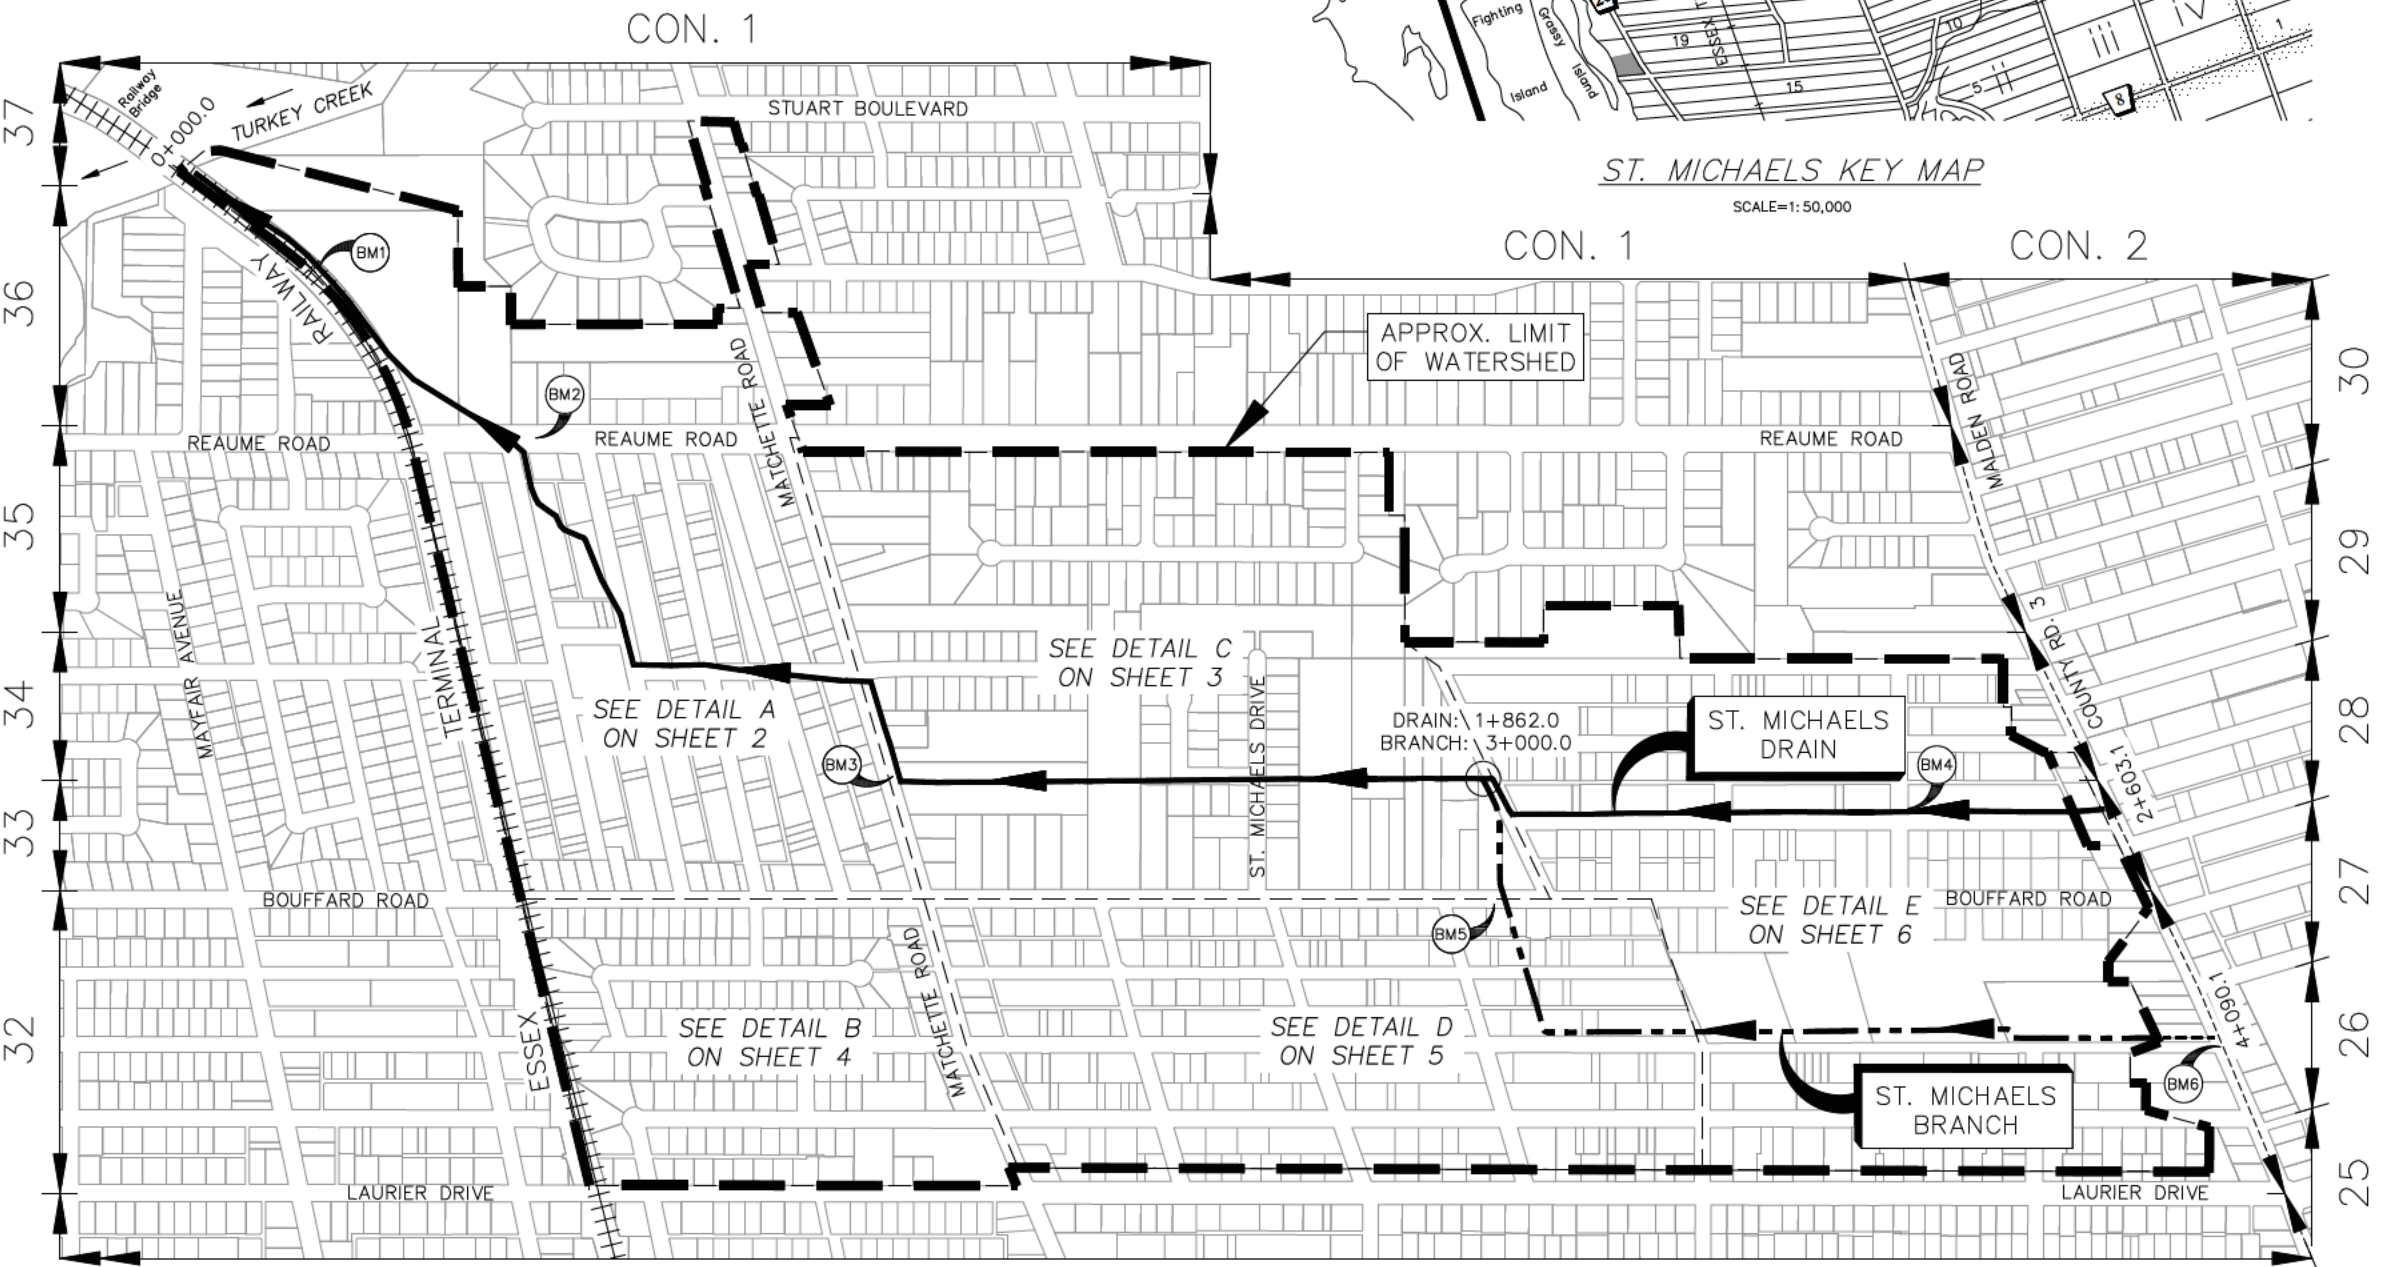 CON. 1
Fighting
Island
Grassy
Island
19
ESSEX T
15
10
5
ii
iii
iv
1
8
37
Railway
Bridge
0+000.0
TURKEY CREEK
STUART BOULEVARD
ST. MICHAELS KEY MAP
SCALE=1:50,000
CON. 1
CON. 2
BM1
RAILWAY
36
APPROX. LIMIT
OF WATERSHED
MATCHETTE ROAD
MALDEN ROAD
30
BM2
REAUME ROAD
REAUME ROAD
REAUME ROAD
35
29
MAYFAIR AVENUE
TERMINAL
COUNTY RD. 3
SEE DETAIL C
ON SHEET 3
34
SEE DETAIL A
ON SHEET 2
ST. MICHAELS DRIVE
DRAIN: 1+862.0
BRANCH: 3+000.0
ST. MICHAELS
DRAIN
28
BM3
BM4
2+603.1
33
27
BOUFFARD ROAD
SEE DETAIL E
ON SHEET 6
BOUFFARD ROAD
BM5
MATCHETTE ROAD
32
ESSEX
SEE DETAIL B
ON SHEET 4
SEE DETAIL D
ON SHEET 5
4+090.1
26
BM6
ST. MICHAELS
BRANCH
LAURIER DRIVE
LAURIER DRIVE
25